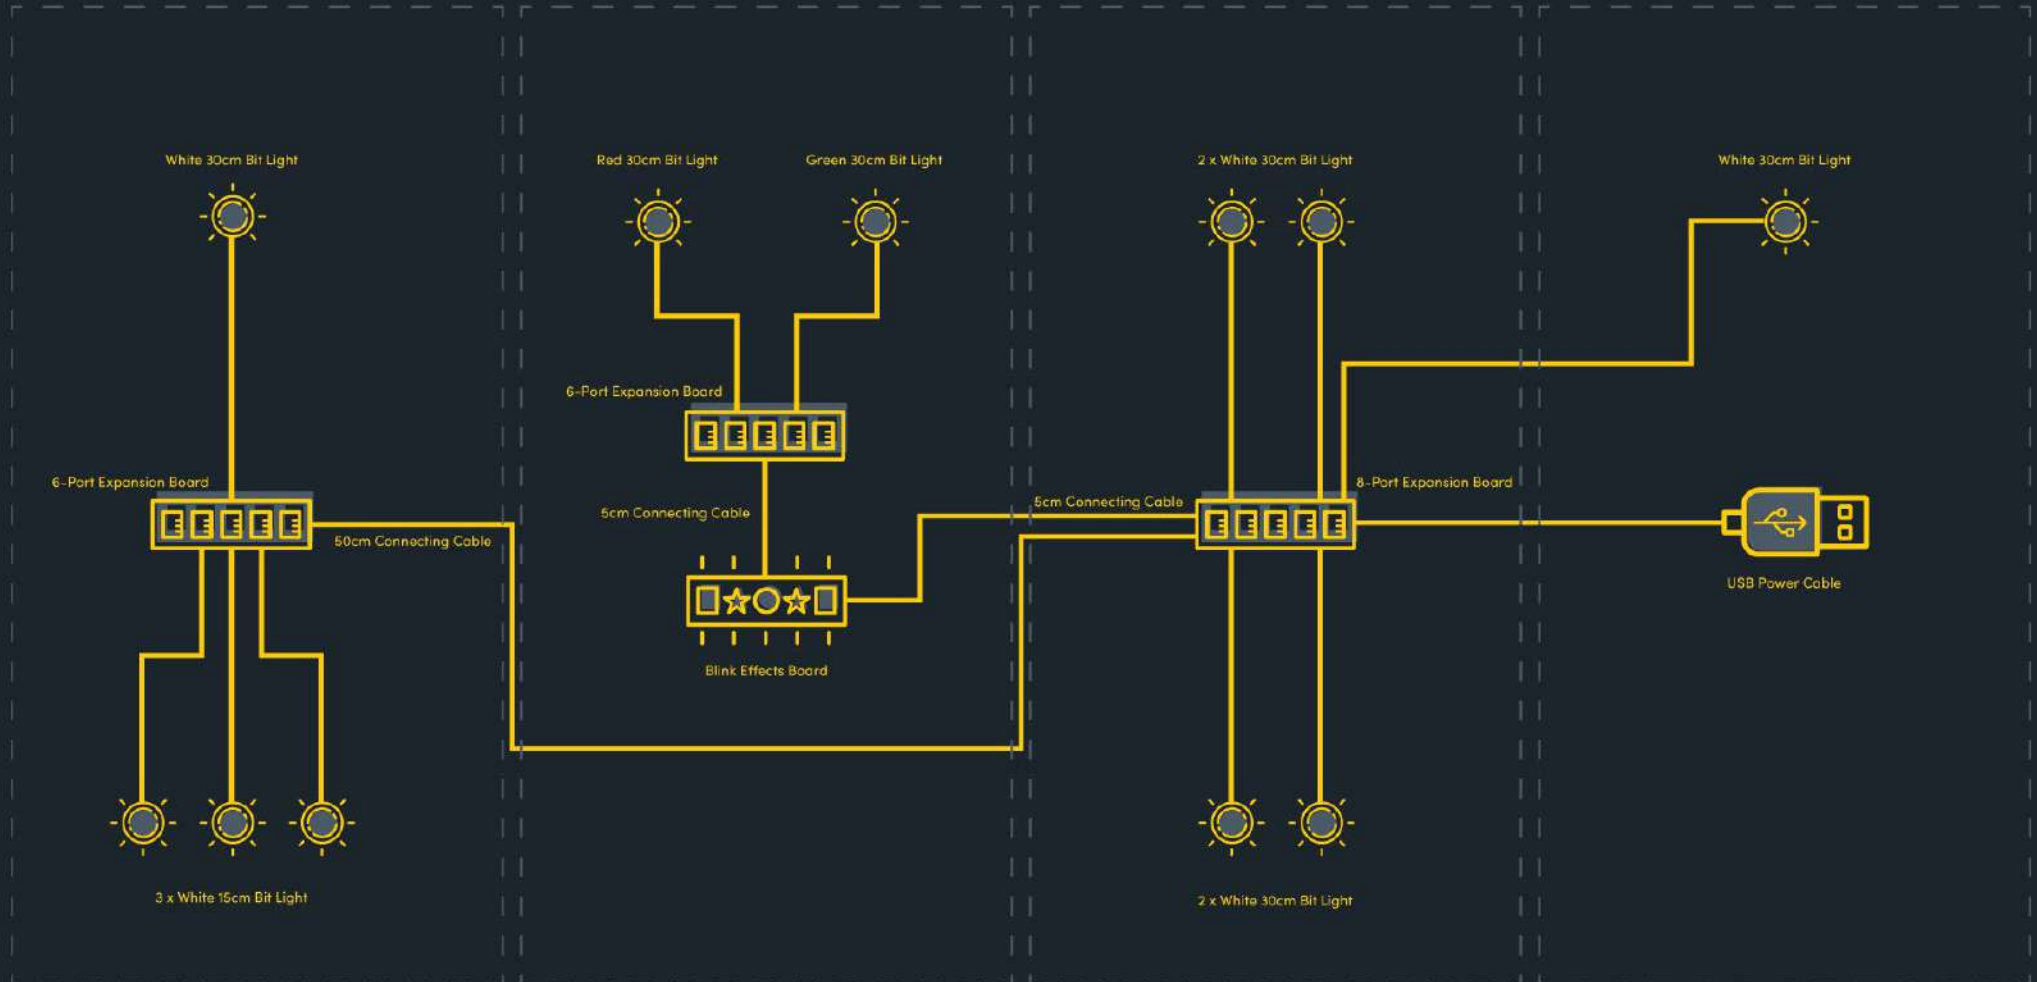 White 30cm Bit Light
Red 30cm Bit Light
Green 30cm Bit Light
2 x White 30cm Bit Light
White 30cm Bit Light
6-Port Expansion Board
6-Port Expansion Board
50cm Connecting Cable
5cm Connecting Cable
5cm Connecting Cable
8-Port Expansion Board
USB Power Cable
Blink Effects Board
3 x White 15cm Bit Light
2 x White 30cm Bit Light